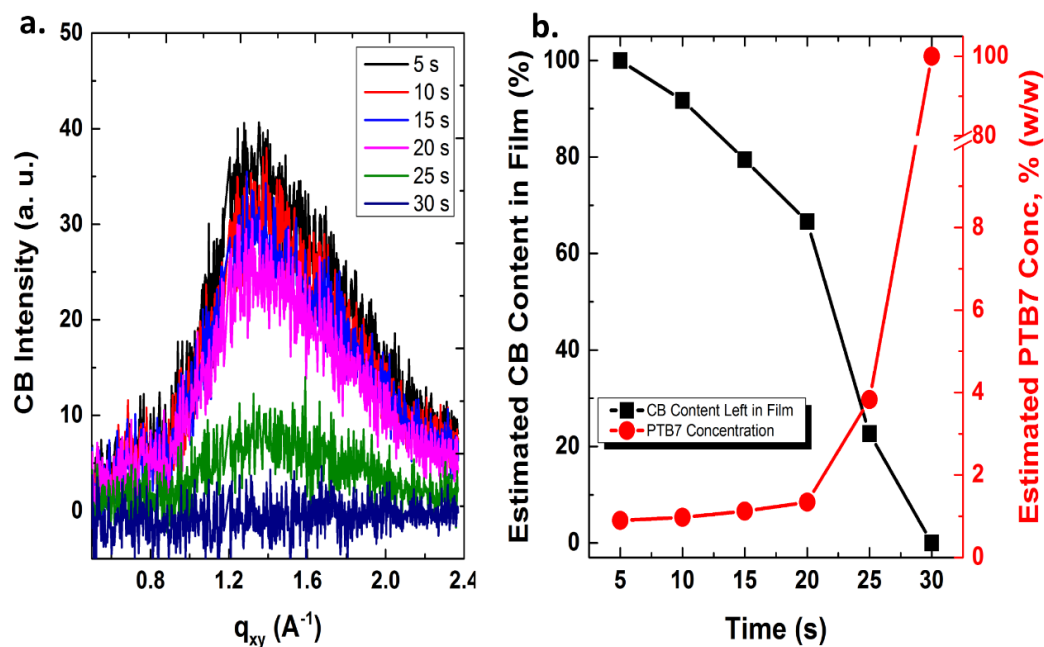 a.
CB Intensity (a. u.)
50
40
30
20
10
0
0.8
1.2
1.6
2.0
2.4
q_xy (A⁻¹)
5 s
10 s
15 s
20 s
25 s
30 s
b.
Estimated CB Content in Film (%)
100
80
60
40
20
0
5
10
15
20
25
30
Time (s)
CB Content Left in Film
PTB7 Concentration
100
80
8
6
4
2
0
Estimated PTB7 Conc, % (w/w)